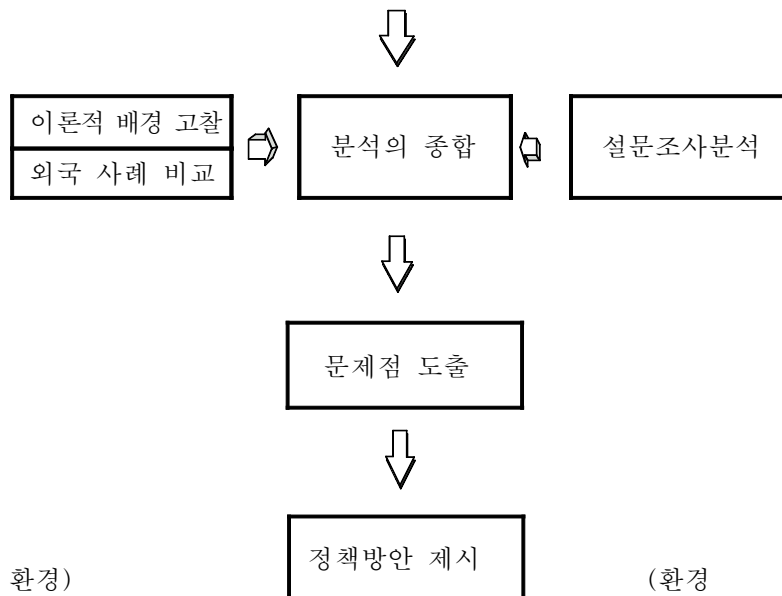 이론적 배경 고찰
외국 사례 비교
분석의 종합
설문조사분석
문제점 도출
정책방안 제시
환경)
(환경